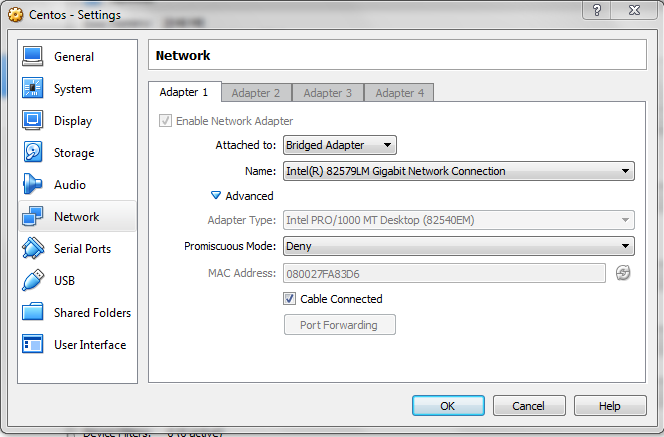 Centos - Settings
General
System
Display
Storage
Audio
Network
Serial Ports
USB
Shared Folders
User Interface
Network
Adapter 1 Adapter 2 Adapter 3 Adapter 4
Enable Network Adapter
Attached to: Bridged Adapter
Name: Intel(R) 82579LM Gigabit Network Connection
Advanced
Adapter Type: Intel PRO/1000 MT Desktop (82540EM)
Promiscuous Mode: Deny
MAC Address: 080027FA83D6
Cable Connected
Port Forwarding
OK Cancel Help